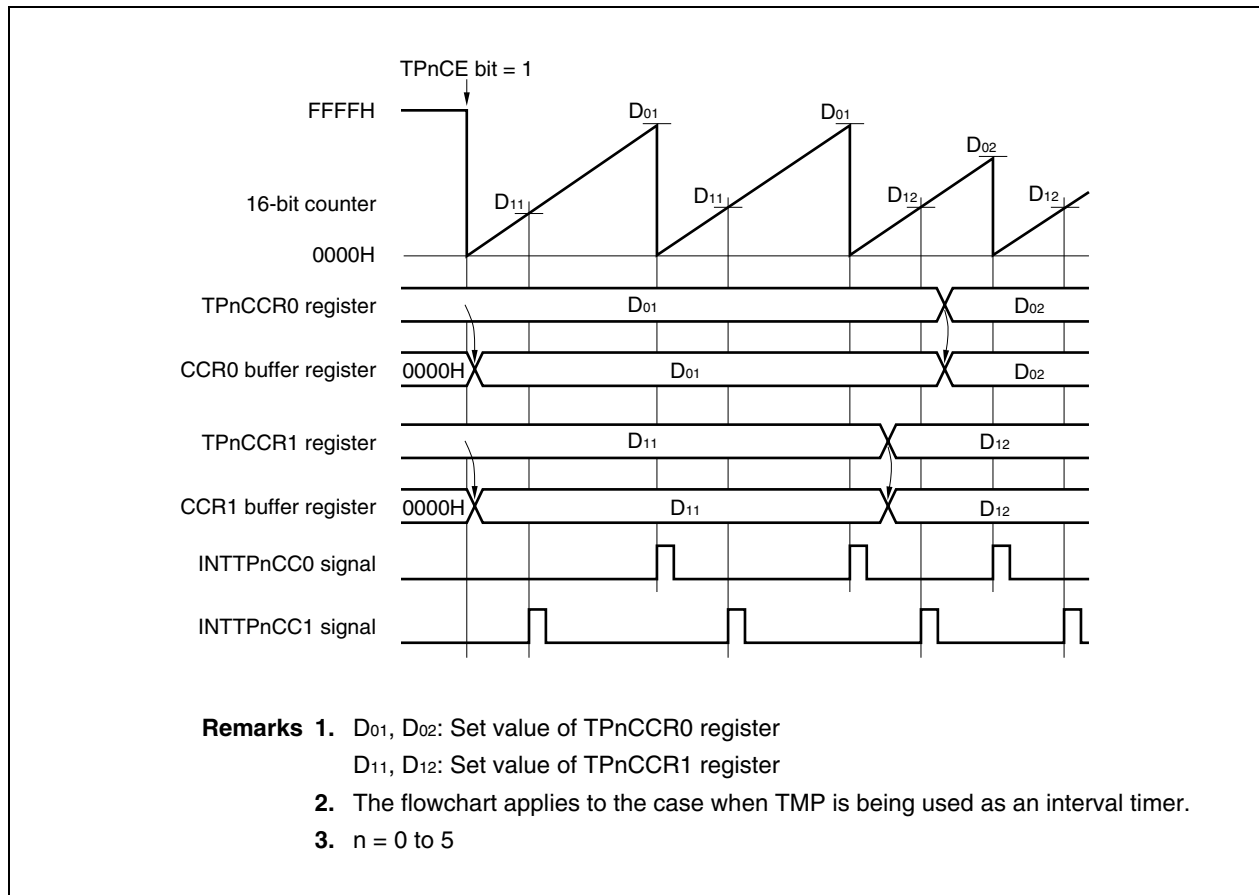 TPnCE bit = 1
FFFFH
D01 D01
D02
D11 D11 D12 D12
16-bit counter
0000H
TPnCCR0 register D01 D02
CCR0 buffer register 0000H D01 D02
TPnCCR1 register D11 D12
CCR1 buffer register 0000H D11 D12
INTTPnCC0 signal
INTTPnCC1 signal
Remarks 1. D01, D02: Set value of TPnCCR0 register
D11, D12: Set value of TPnCCR1 register
2. The flowchart applies to the case when TMP is being used as an interval timer.
3. n = 0 to 5